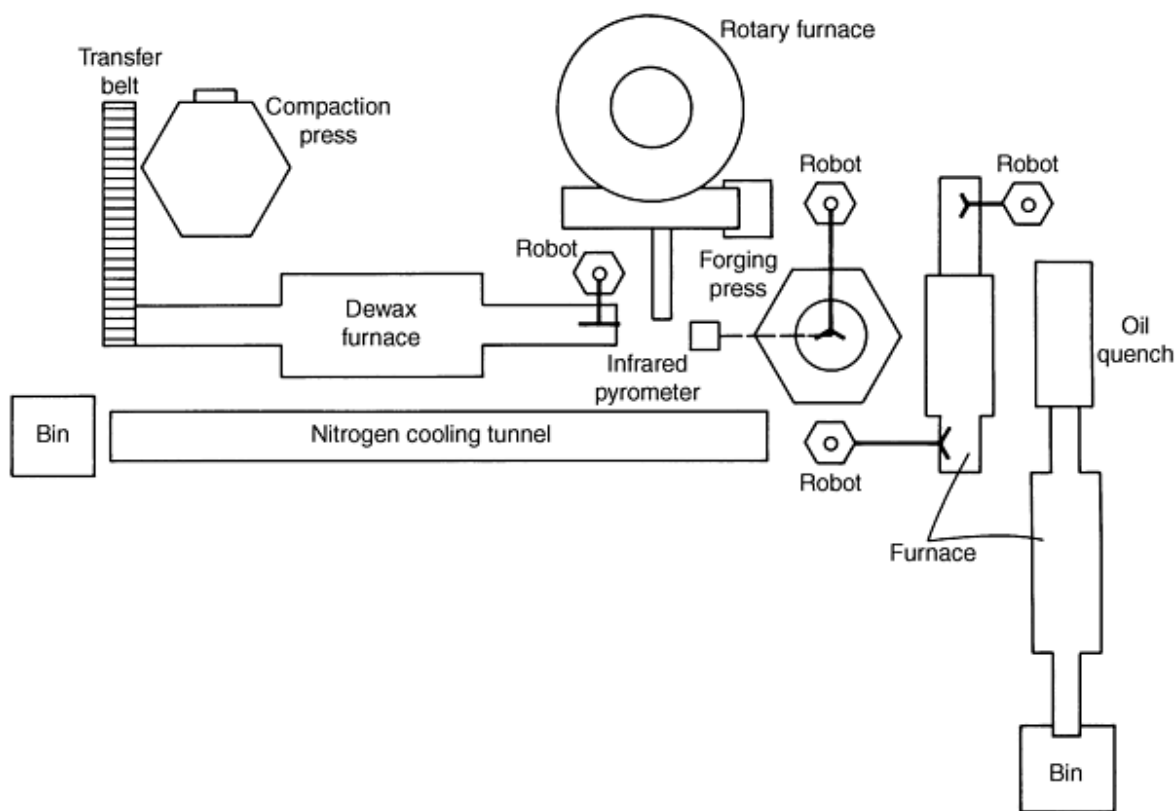 Rotary furnace
Transfer
belt
Compaction
press
Robot
Robot
Robot
Forging
press
Dewax
furnace
Oil
quench
Infrared
pyrometer
Bin
Nitrogen cooling tunnel
Robot
Furnace
Bin